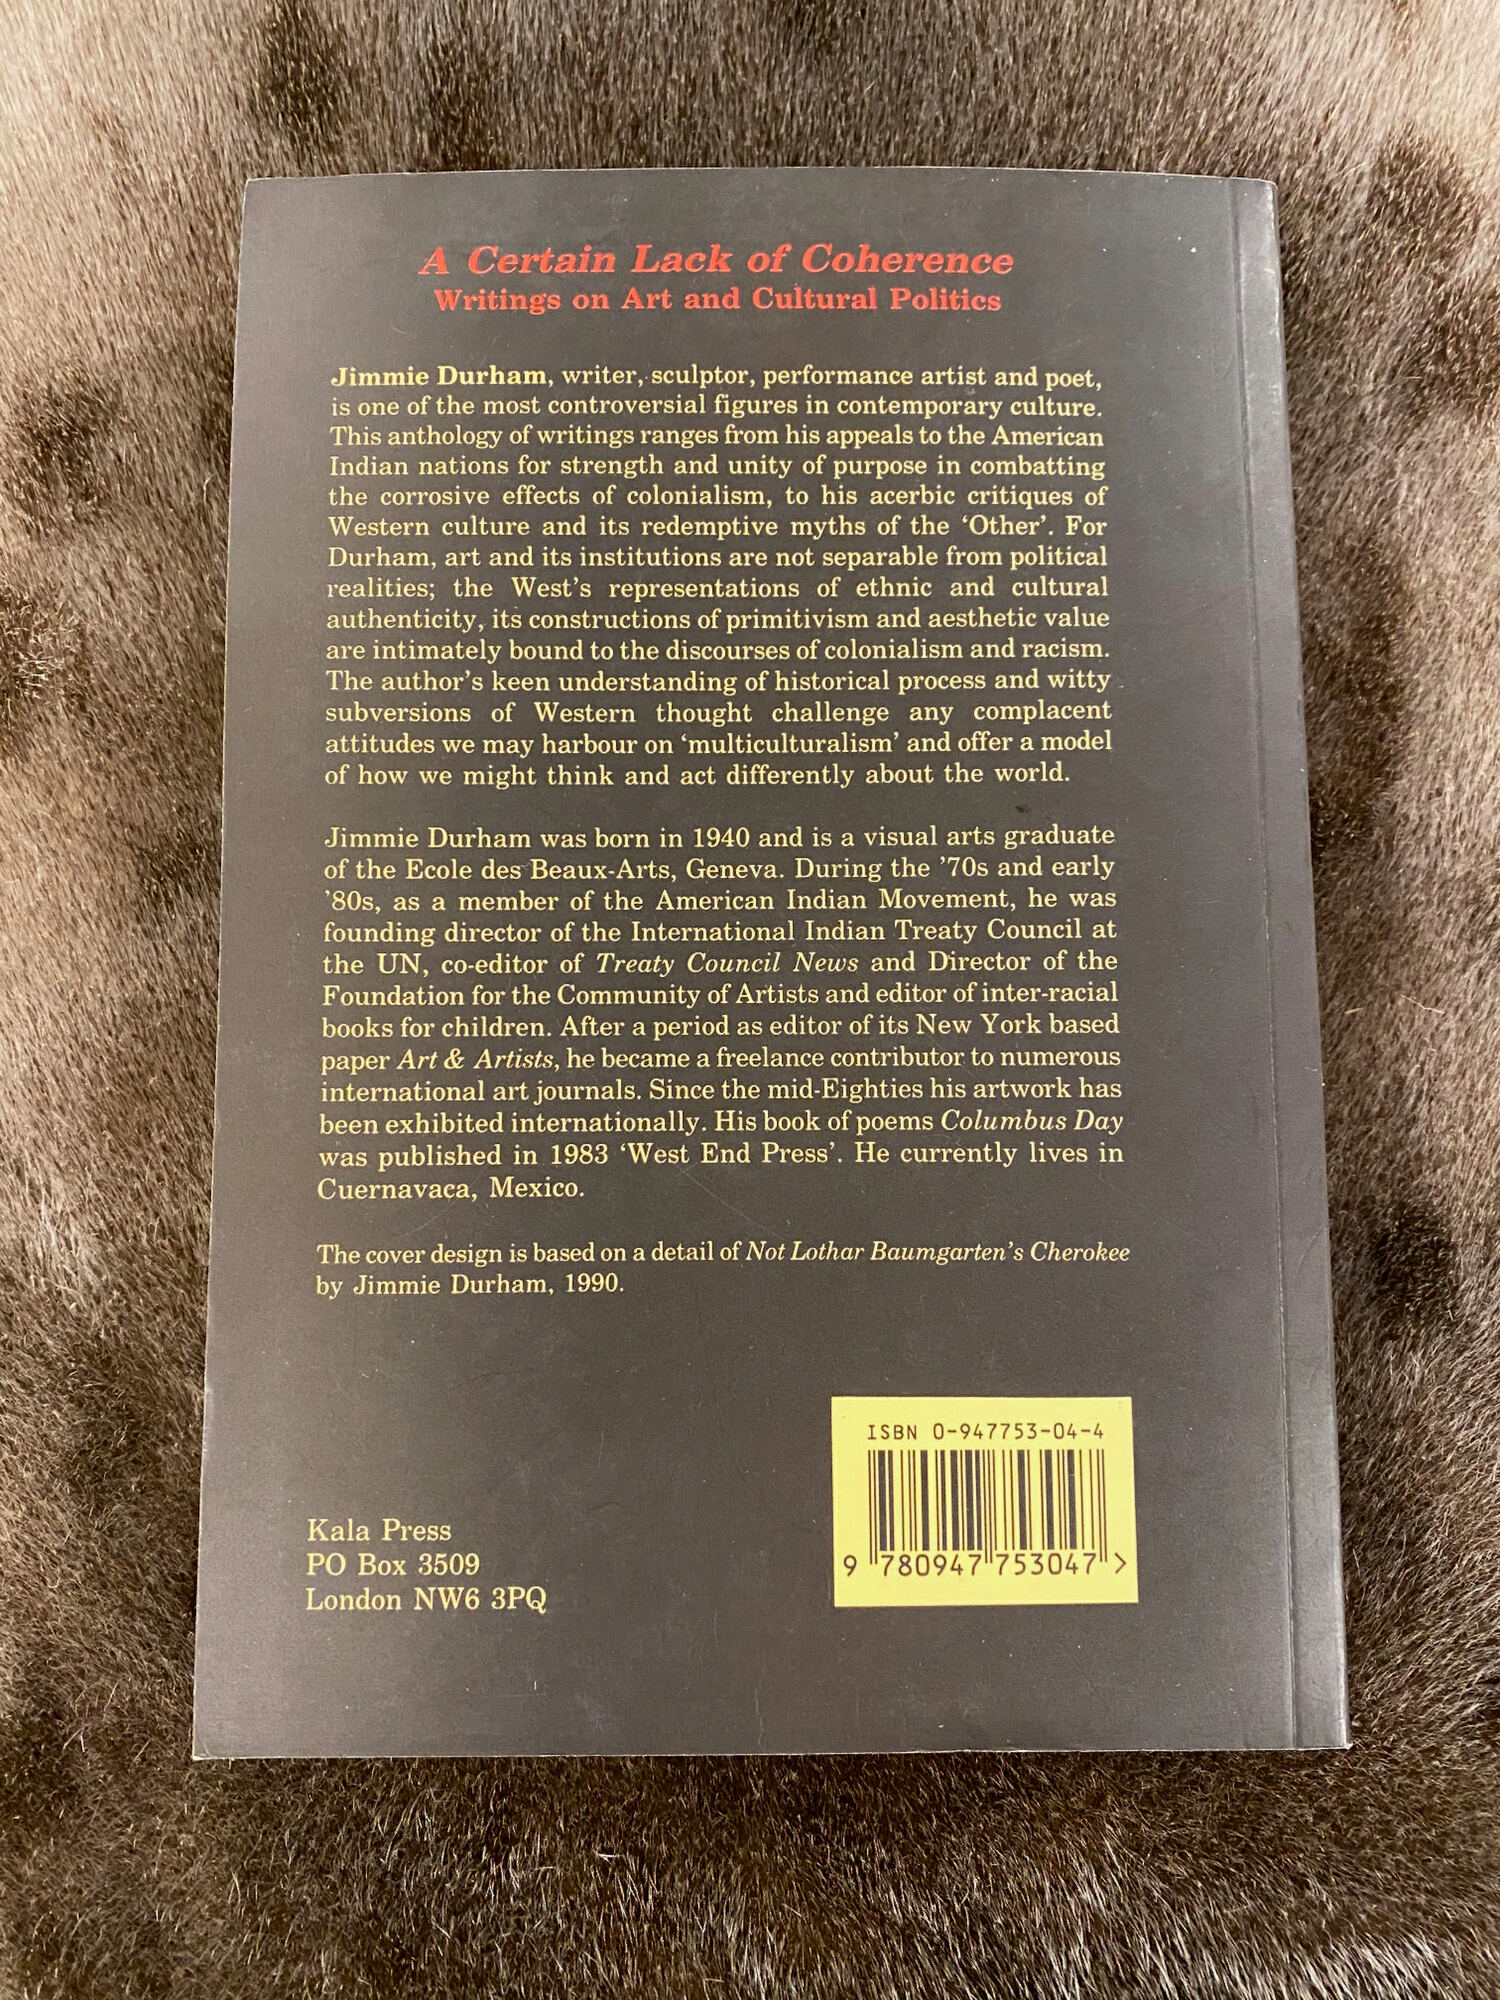 A Certain Lack of Coherence
Writings on Art and Cultural Politics
Jimmie Durham, writer, sculptor, performance artist and poet,
is one of the most controversial figures in contemporary culture.
This anthology of writings ranges from his appeals to the American
Indian nations for strength and unity of purpose in combatting
the corrosive effects of colonialism, to his acerbic critiques of
Western culture and its redemptive myths of the ‘Other’. For
Durham, art and its institutions are not separable from political
realities; the West’s representations of ethnic and cultural
authenticity, its constructions of primitivism and aesthetic value
are intimately bound to the discourses of colonialism and racism.
The author’s keen understanding of historical process and witty
subversions of Western thought challenge any complacent
attitudes we may harbour on ‘multiculturalism’ and offer a model
of how we might think and act differently about the world.
Jimmie Durham was born in 1940 and is a visual arts graduate
of the Ecole des Beaux-Arts, Geneva. During the ’70s and early
’80s, as a member of the American Indian Movement, he was
founding director of the International Indian Treaty Council at
the UN, co-editor of Treaty Council News and Director of the
Foundation for the Community of Artists and editor of inter-racial
books for children. After a period as editor of its New York based
paper Art & Artists, he became a freelance contributor to numerous
international art journals. Since the mid-Eighties his artwork has
been exhibited internationally. His book of poems Columbus Day
was published in 1983 ‘West End Press’. He currently lives in
Cuernavaca, Mexico.
The cover design is based on a detail of Not Lothar Baumgarten’s Cherokee
by Jimmie Durham, 1990.
ISBN 0-947753-04-4
9 780947 753047 >
Kala Press
PO Box 3509
London NW6 3PQ